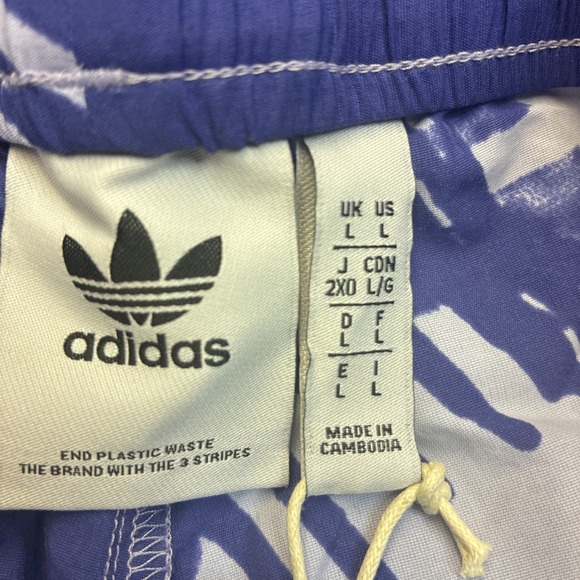 adidas
END PLASTIC WASTE
THE BRAND WITH THE 3 STRIPES
UK US
L L
J CDN
2XO L/G
D F
L L
E I
L L
MADE IN
CAMBODIA